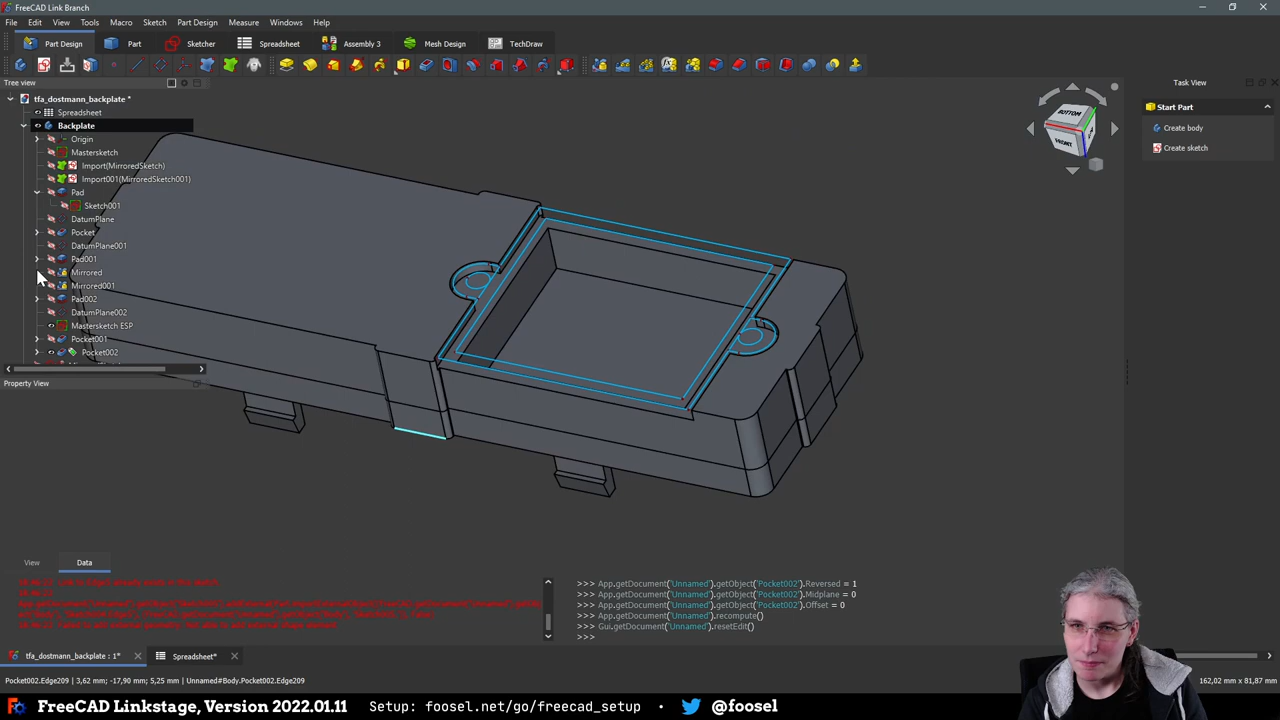 FreeCAD Link Branch
File Edit View Tools Macro Sketch Part Design Measure Windows Help
Part Design Part Sketcher Spreadsheet Assembly 3 Mesh Design TechDraw
Tree view
Task View
tfa_dostmann_backplate *
Spreadsheet
Backplate
Origin
Mastersketch
Import(MirroredSketch)
Import001(MirroredSketch001)
Pad
Sketch001
DatumPlane
Pocket
DatumPlane001
Pad001
Mirrored
Mirrored001
Pad002
DatumPlane002
Mastersketch ESP
Pocket001
Pocket002
Property View
BOTTOM
FRONT
Start Part
Create body
Create sketch
View Data
>>> App.getDocument('Unnamed').getObject('Pocket002').Reversed = 1
>>> App.getDocument('Unnamed').getObject('Pocket002').Midplane = 0
>>> App.getDocument('Unnamed').getObject('Pocket002').Offset = 0
>>> App.getDocument('Unnamed').recompute()
>>> Gui.getDocument('Unnamed').resetEdit()
>>>
tfa_dostmann_backplate : 1*
Spreadsheet*
Pocket002.Edge209 | 3,62 mm; -17,90 mm; 5,25 mm | Unnamed#Body.Pocket002.Edge209
162,02 mm x 81,87 mm
FreeCAD Linkstage, Version 2022.01.11 Setup: foosel.net/go/freecad_setup • @foosel